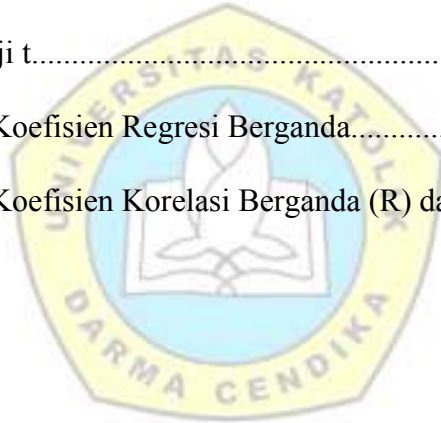 ji t..........................................................
Koefisien Regresi Berganda............
Koefisien Korelasi Berganda (R) da
UNIVERSITAS KATOLIK
DARMA CENDIKA